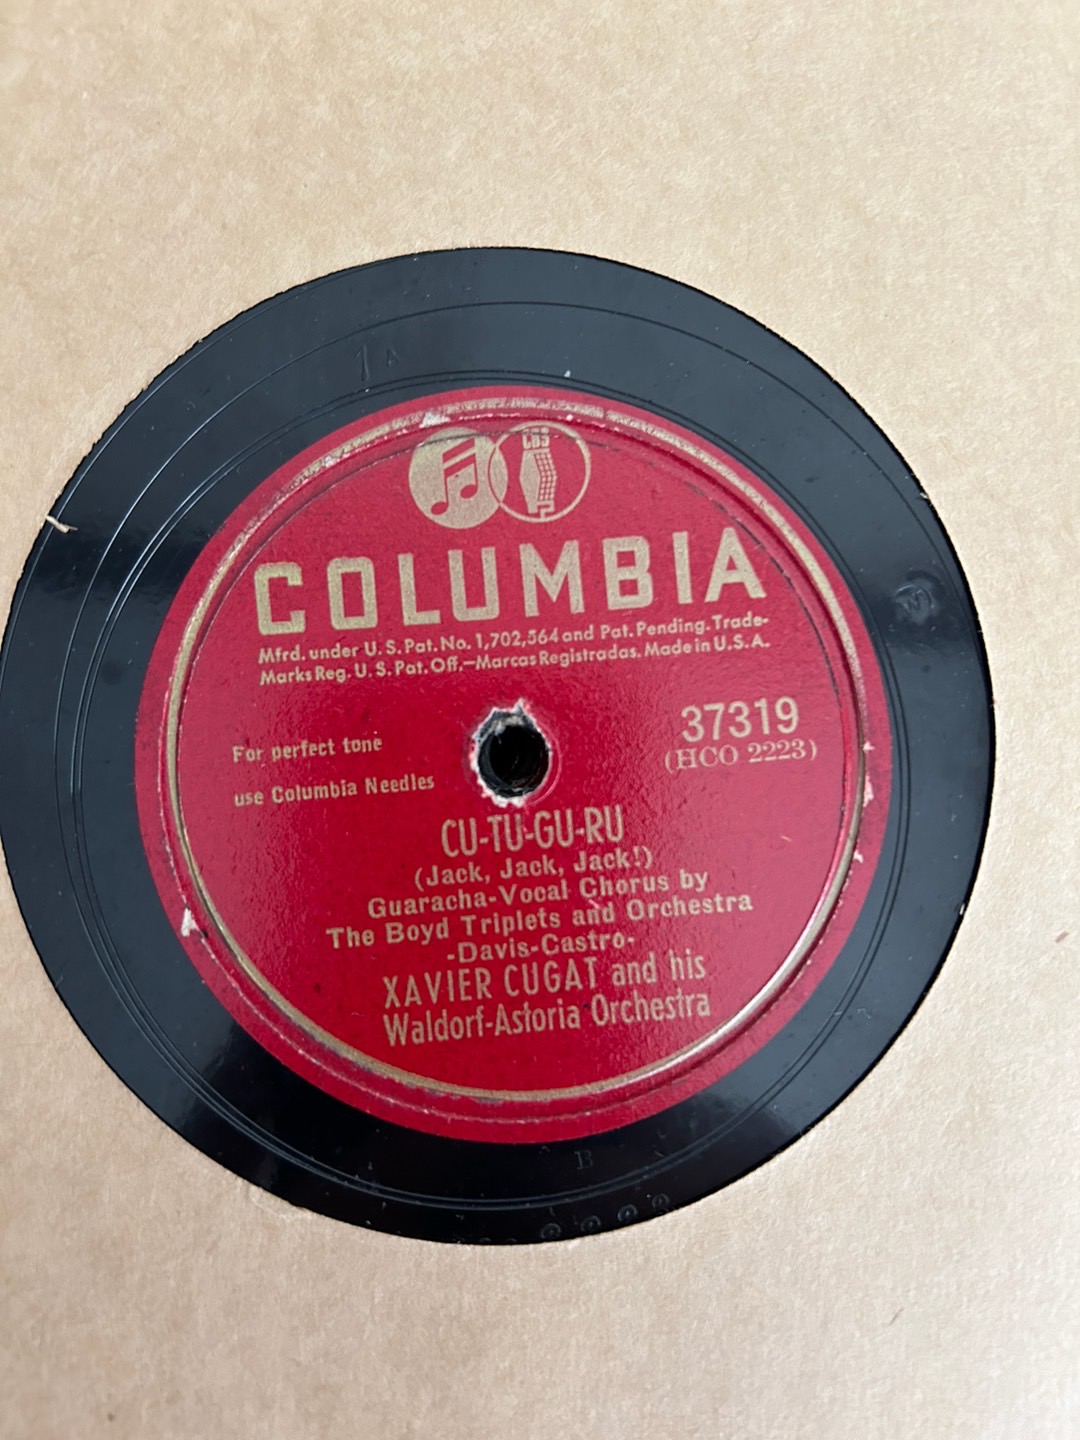 1A
CBS
COLUMBIA
Mfrd. under U.S. Pat. No. 1,702,564 and Pat. Pending. Trade-
Marks Reg. U.S. Pat. Off.—Marcas Registradas. Made in U.S.A.
37319
(HCO 2223)
For perfect tone
use Columbia Needles
CU-TU-GU-RU
(Jack, Jack, Jack!)
Guaracha-Vocal Chorus by
The Boyd Triplets and Orchestra
-Davis-Castro-
XAVIER CUGAT and his
Waldorf-Astoria Orchestra
B